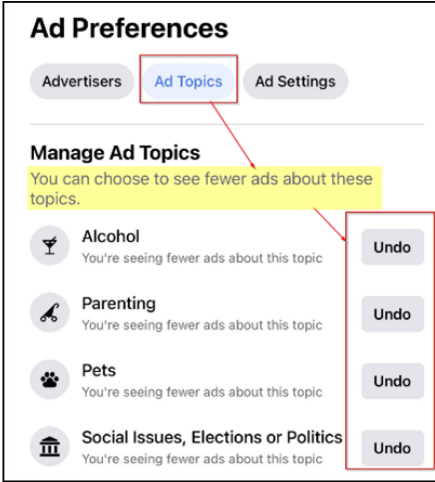 Ad Preferences
Advertisers Ad Topics Ad Settings
Manage Ad Topics
You can choose to see fewer ads about these
topics.
Alcohol
You're seeing fewer ads about this topic
Undo
Parenting
You're seeing fewer ads about this topic
Undo
Pets
You're seeing fewer ads about this topic
Undo
Social Issues, Elections or Politics
You're seeing fewer ads about this topic
Undo